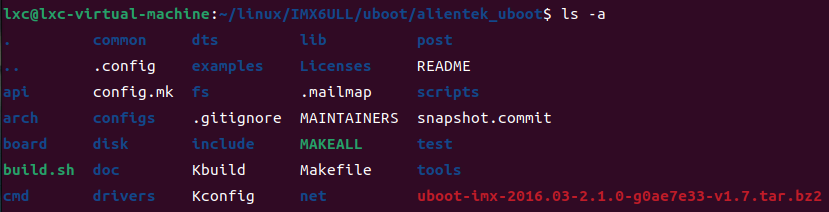 lxc@lxc-virtual-machine:~/linux/IMX6ULL/uboot/alientek_uboot$ ls -a
. common dts lib post
.. .config examples Licenses README
api config.mk fs .mailmap scripts
arch configs .gitignore MAINTAINERS snapshot.commit
board disk include MAKEALL test
build.sh doc Kbuild Makefile tools
cmd drivers Kconfig net uboot-imx-2016.03-2.1.0-g0ae7e33-v1.7.tar.bz2